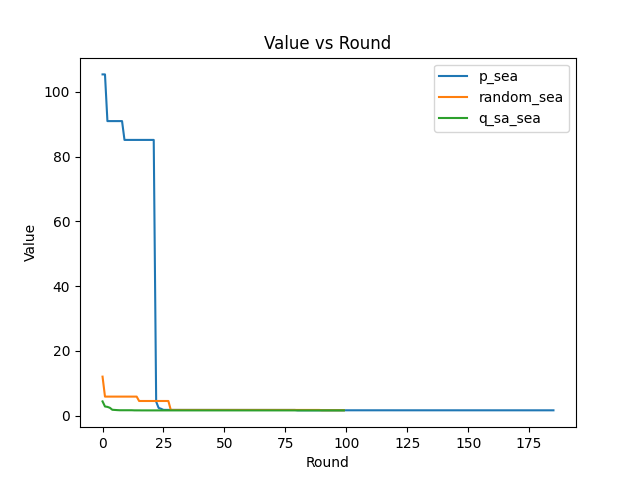 Value vs Round
p_sea
random_sea
q_sa_sea
Value
100
80
60
40
20
0
0 25 50 75 100 125 150 175
Round